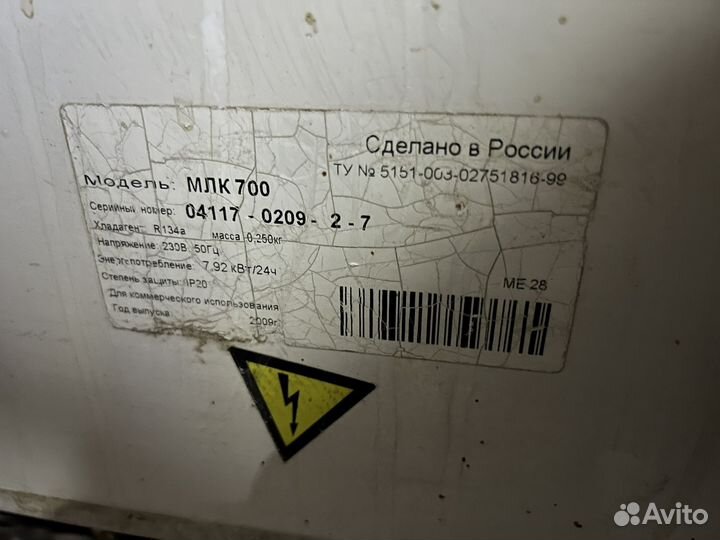 Сделано в России
ТУ № 5151-003-02751816-99
Модель: МЛК 700
Серийный номер: 04117 - 0209 - 2 - 7
Хладагент R134a масса 0,250кг
Напряжение: 230В 50Гц
Энергопотребление: 7,92 кВт/24ч
Степень защиты: IP20
Для коммерческого использования
Год выпуска 2009г.
МЕ 28
Avito